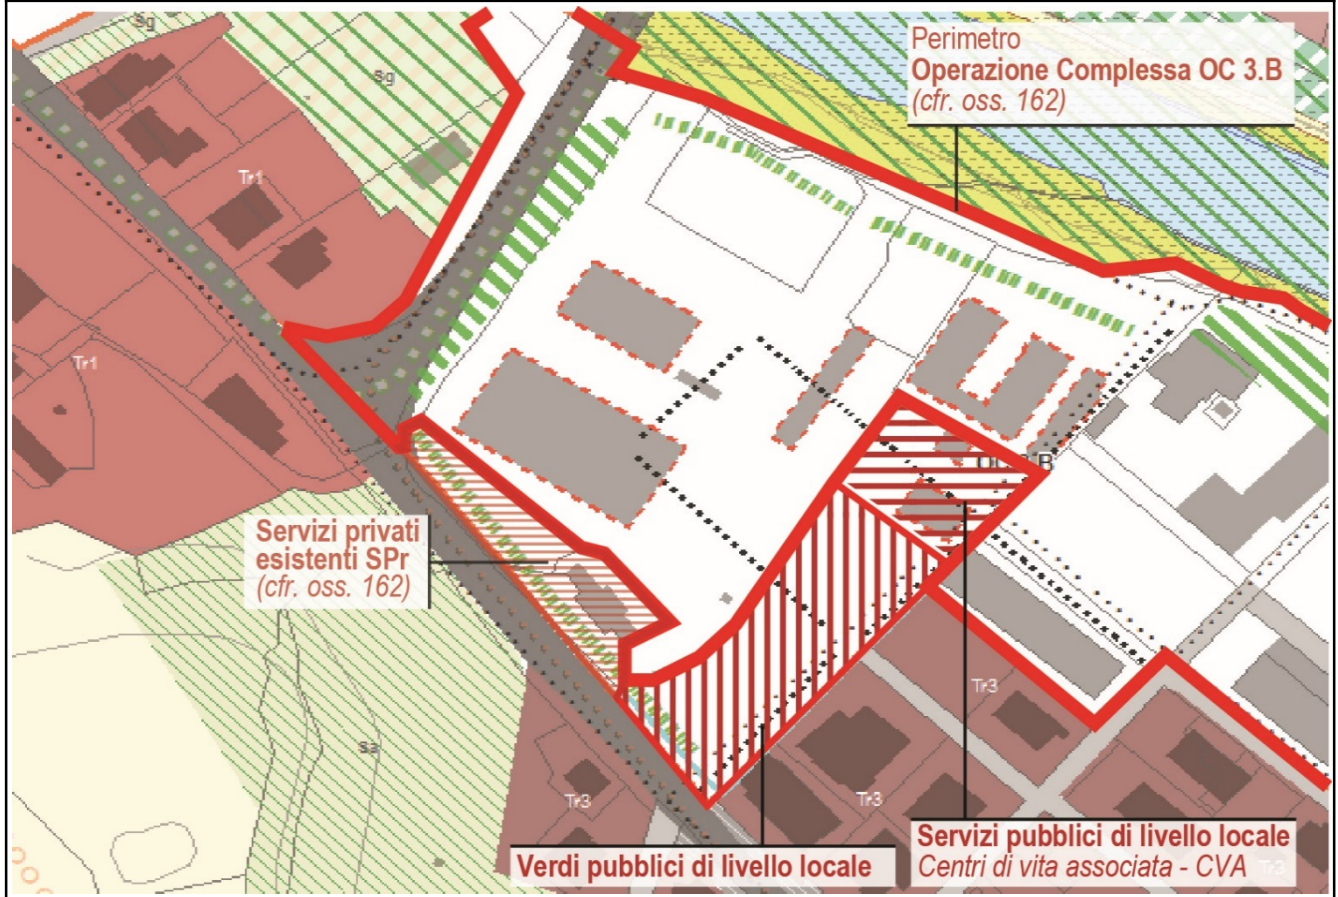 Sg
Sg
Perimetro
Operazione Complessa OC 3.B
(cfr. oss. 162)
Tr1
Tr1
Servizi privati
esistenti SPr
(cfr. oss. 162)
Tr3
Sa
Tr3
Tr3
Verdi pubblici di livello locale
Servizi pubblici di livello locale
Centri di vita associata - CVA
Tr3